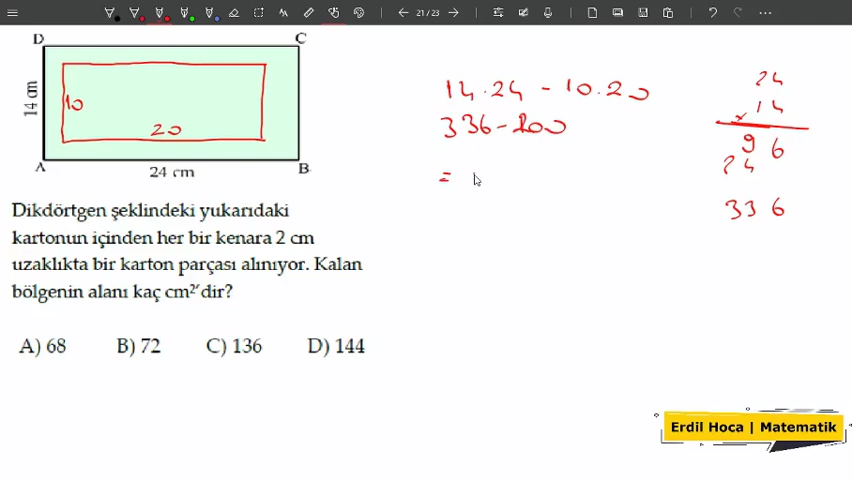 21 / 23
D
C
14 cm
10
20
A
B
24 cm
14.24 - 10.20
336-200
=
24
x 14
96
24
336
Dikdörtgen şeklindeki yukarıdaki
kartonun içinden her bir kenara 2 cm
uzaklıkta bir karton parçası alınıyor. Kalan
bölgenin alanı kaç cm²'dir?
A) 68 B) 72 C) 136 D) 144
Erdil Hoca | Matematik